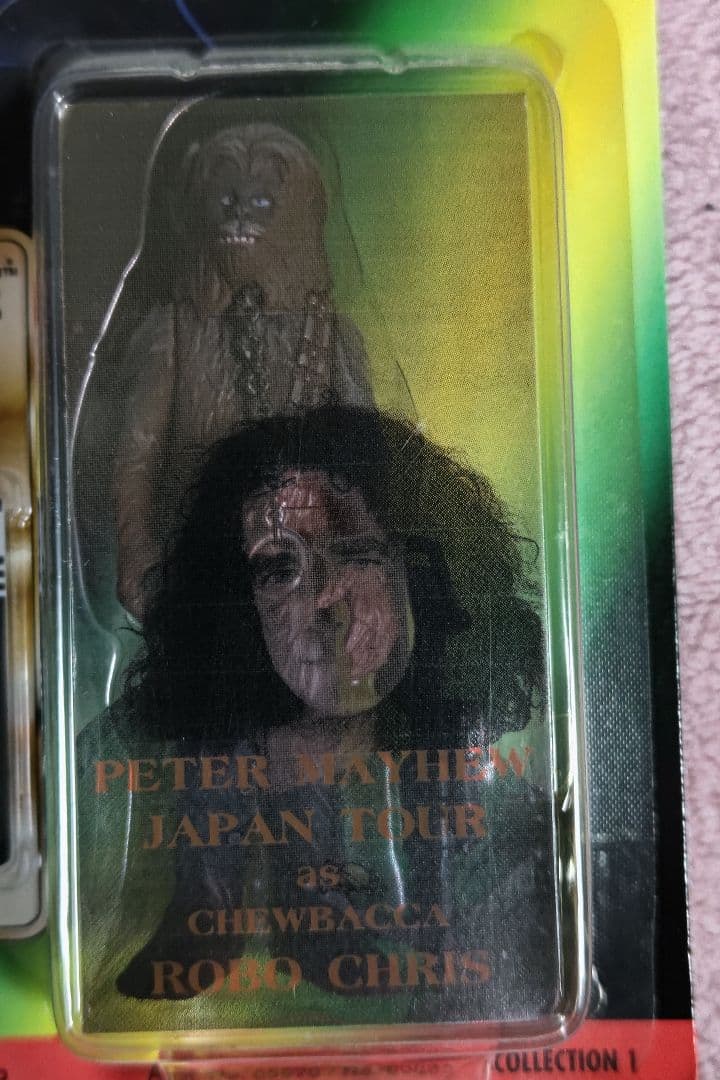 PETER MAYHEW
JAPAN TOUR
as
CHEWBACCA
ROBO CHRIS
COLLECTION 1